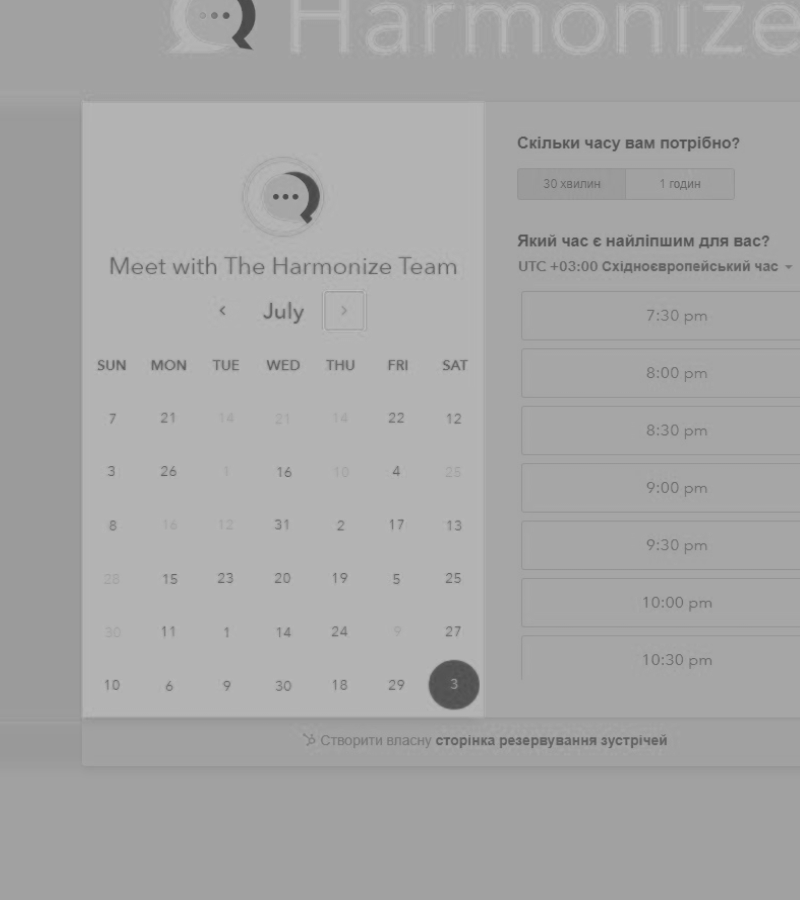 Harmonize
Meet with The Harmonize Team
July
SUN MON TUE WED THU FRI SAT
7 21 14 21 14 22 12
3 26 1 16 10 4 25
8 16 12 31 2 17 13
28 15 23 20 19 5 25
30 11 1 14 24 9 27
10 6 9 30 18 29 3
Скільки часу вам потрібно?
30 хвилин 1 годин
Який час є найліпшим для вас?
UTC +03:00 Східноєвропейський час
7:30 pm
8:00 pm
8:30 pm
9:00 pm
9:30 pm
10:00 pm
10:30 pm
Створити власну сторінка резервування зустрічей